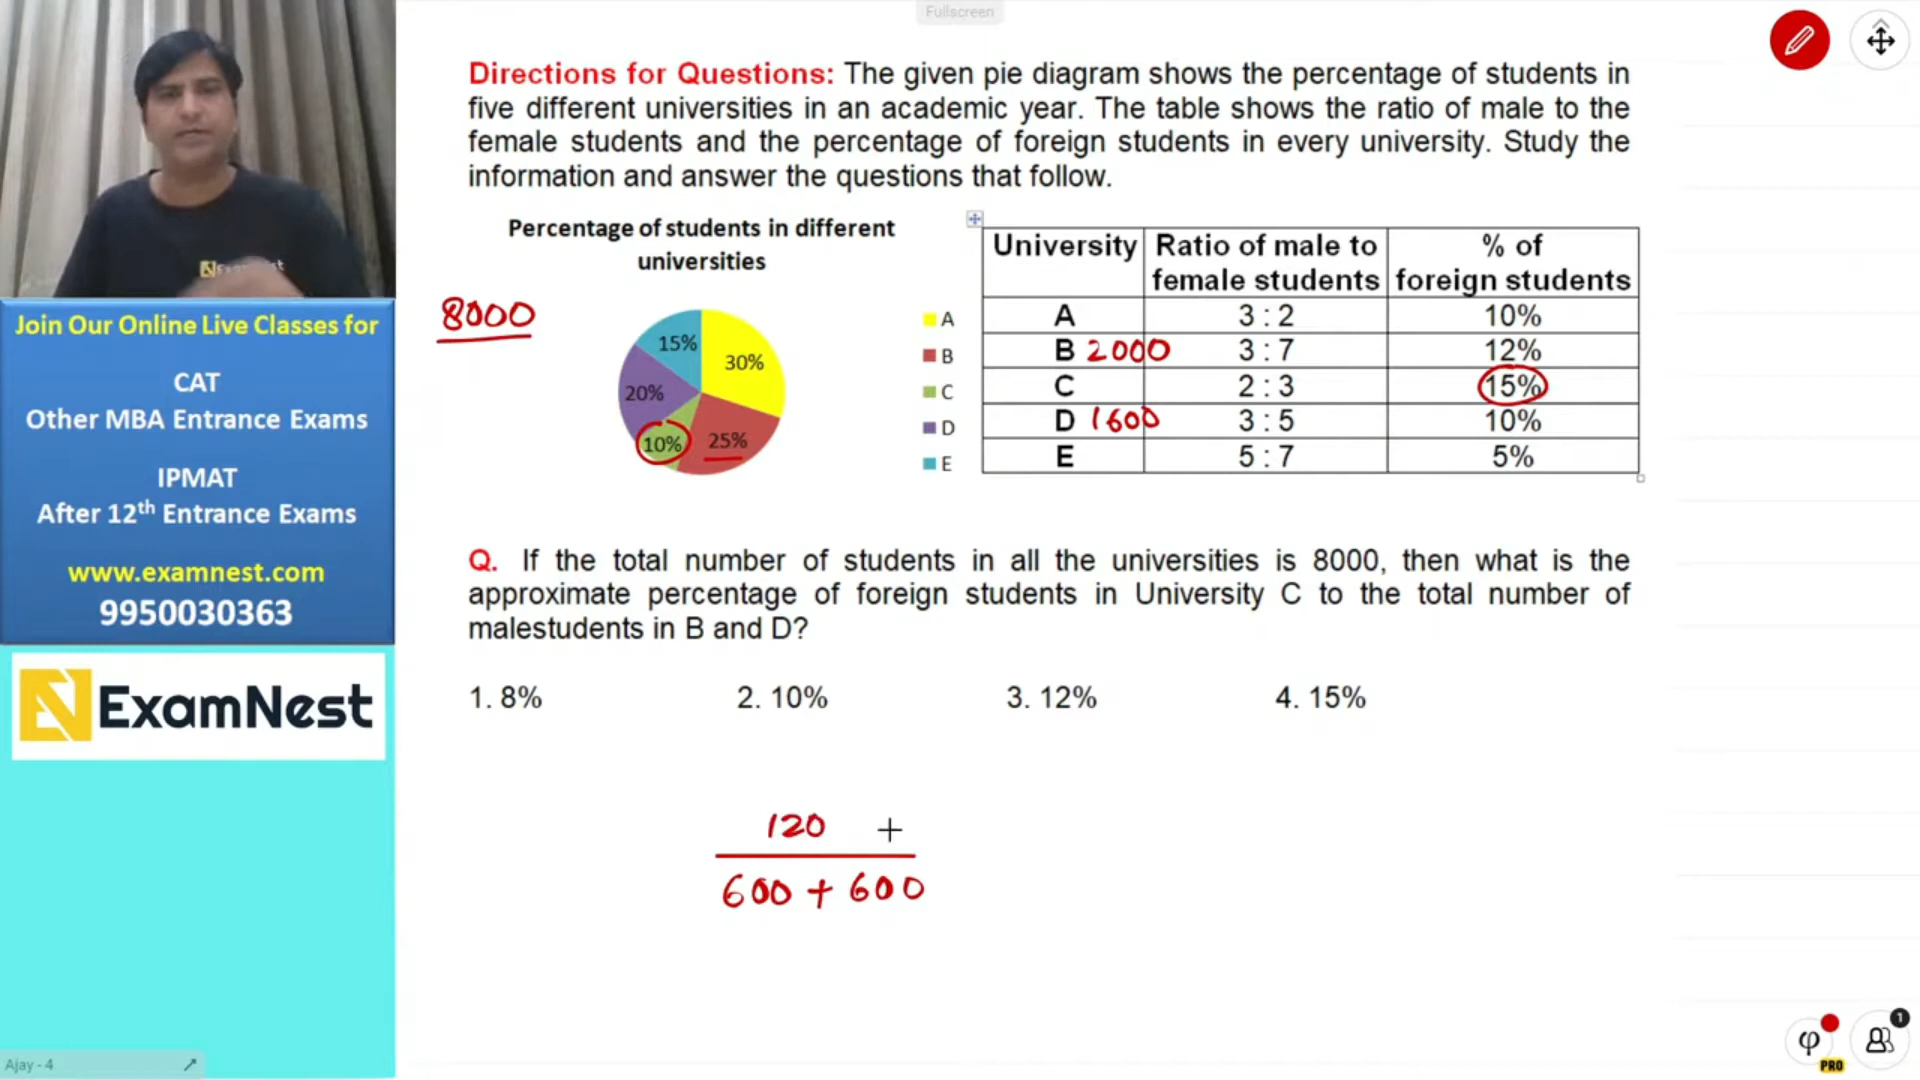 Fullscreen
Directions for Questions: The given pie diagram shows the percentage of students in
five different universities in an academic year. The table shows the ratio of male to the
female students and the percentage of foreign students in every university. Study the
information and answer the questions that follow.
Percentage of students in different
universities
8000
15%
30%
20%
10%
25%
A
B
C
D
E
University Ratio of male to female students % of foreign students
A 3 : 2 10%
B 2000 3 : 7 12%
C 2 : 3 15%
D 1600 3 : 5 10%
E 5 : 7 5%
Q. If the total number of students in all the universities is 8000, then what is the
approximate percentage of foreign students in University C to the total number of
malestudents in B and D?
1. 8% 2. 10% 3. 12% 4. 15%
120
600 + 600
Join Our Online Live Classes for
CAT
Other MBA Entrance Exams
IPMAT
After 12th Entrance Exams
www.examnest.com
9950030363
ExamNest
Ajay - 4
φ
PRO
1